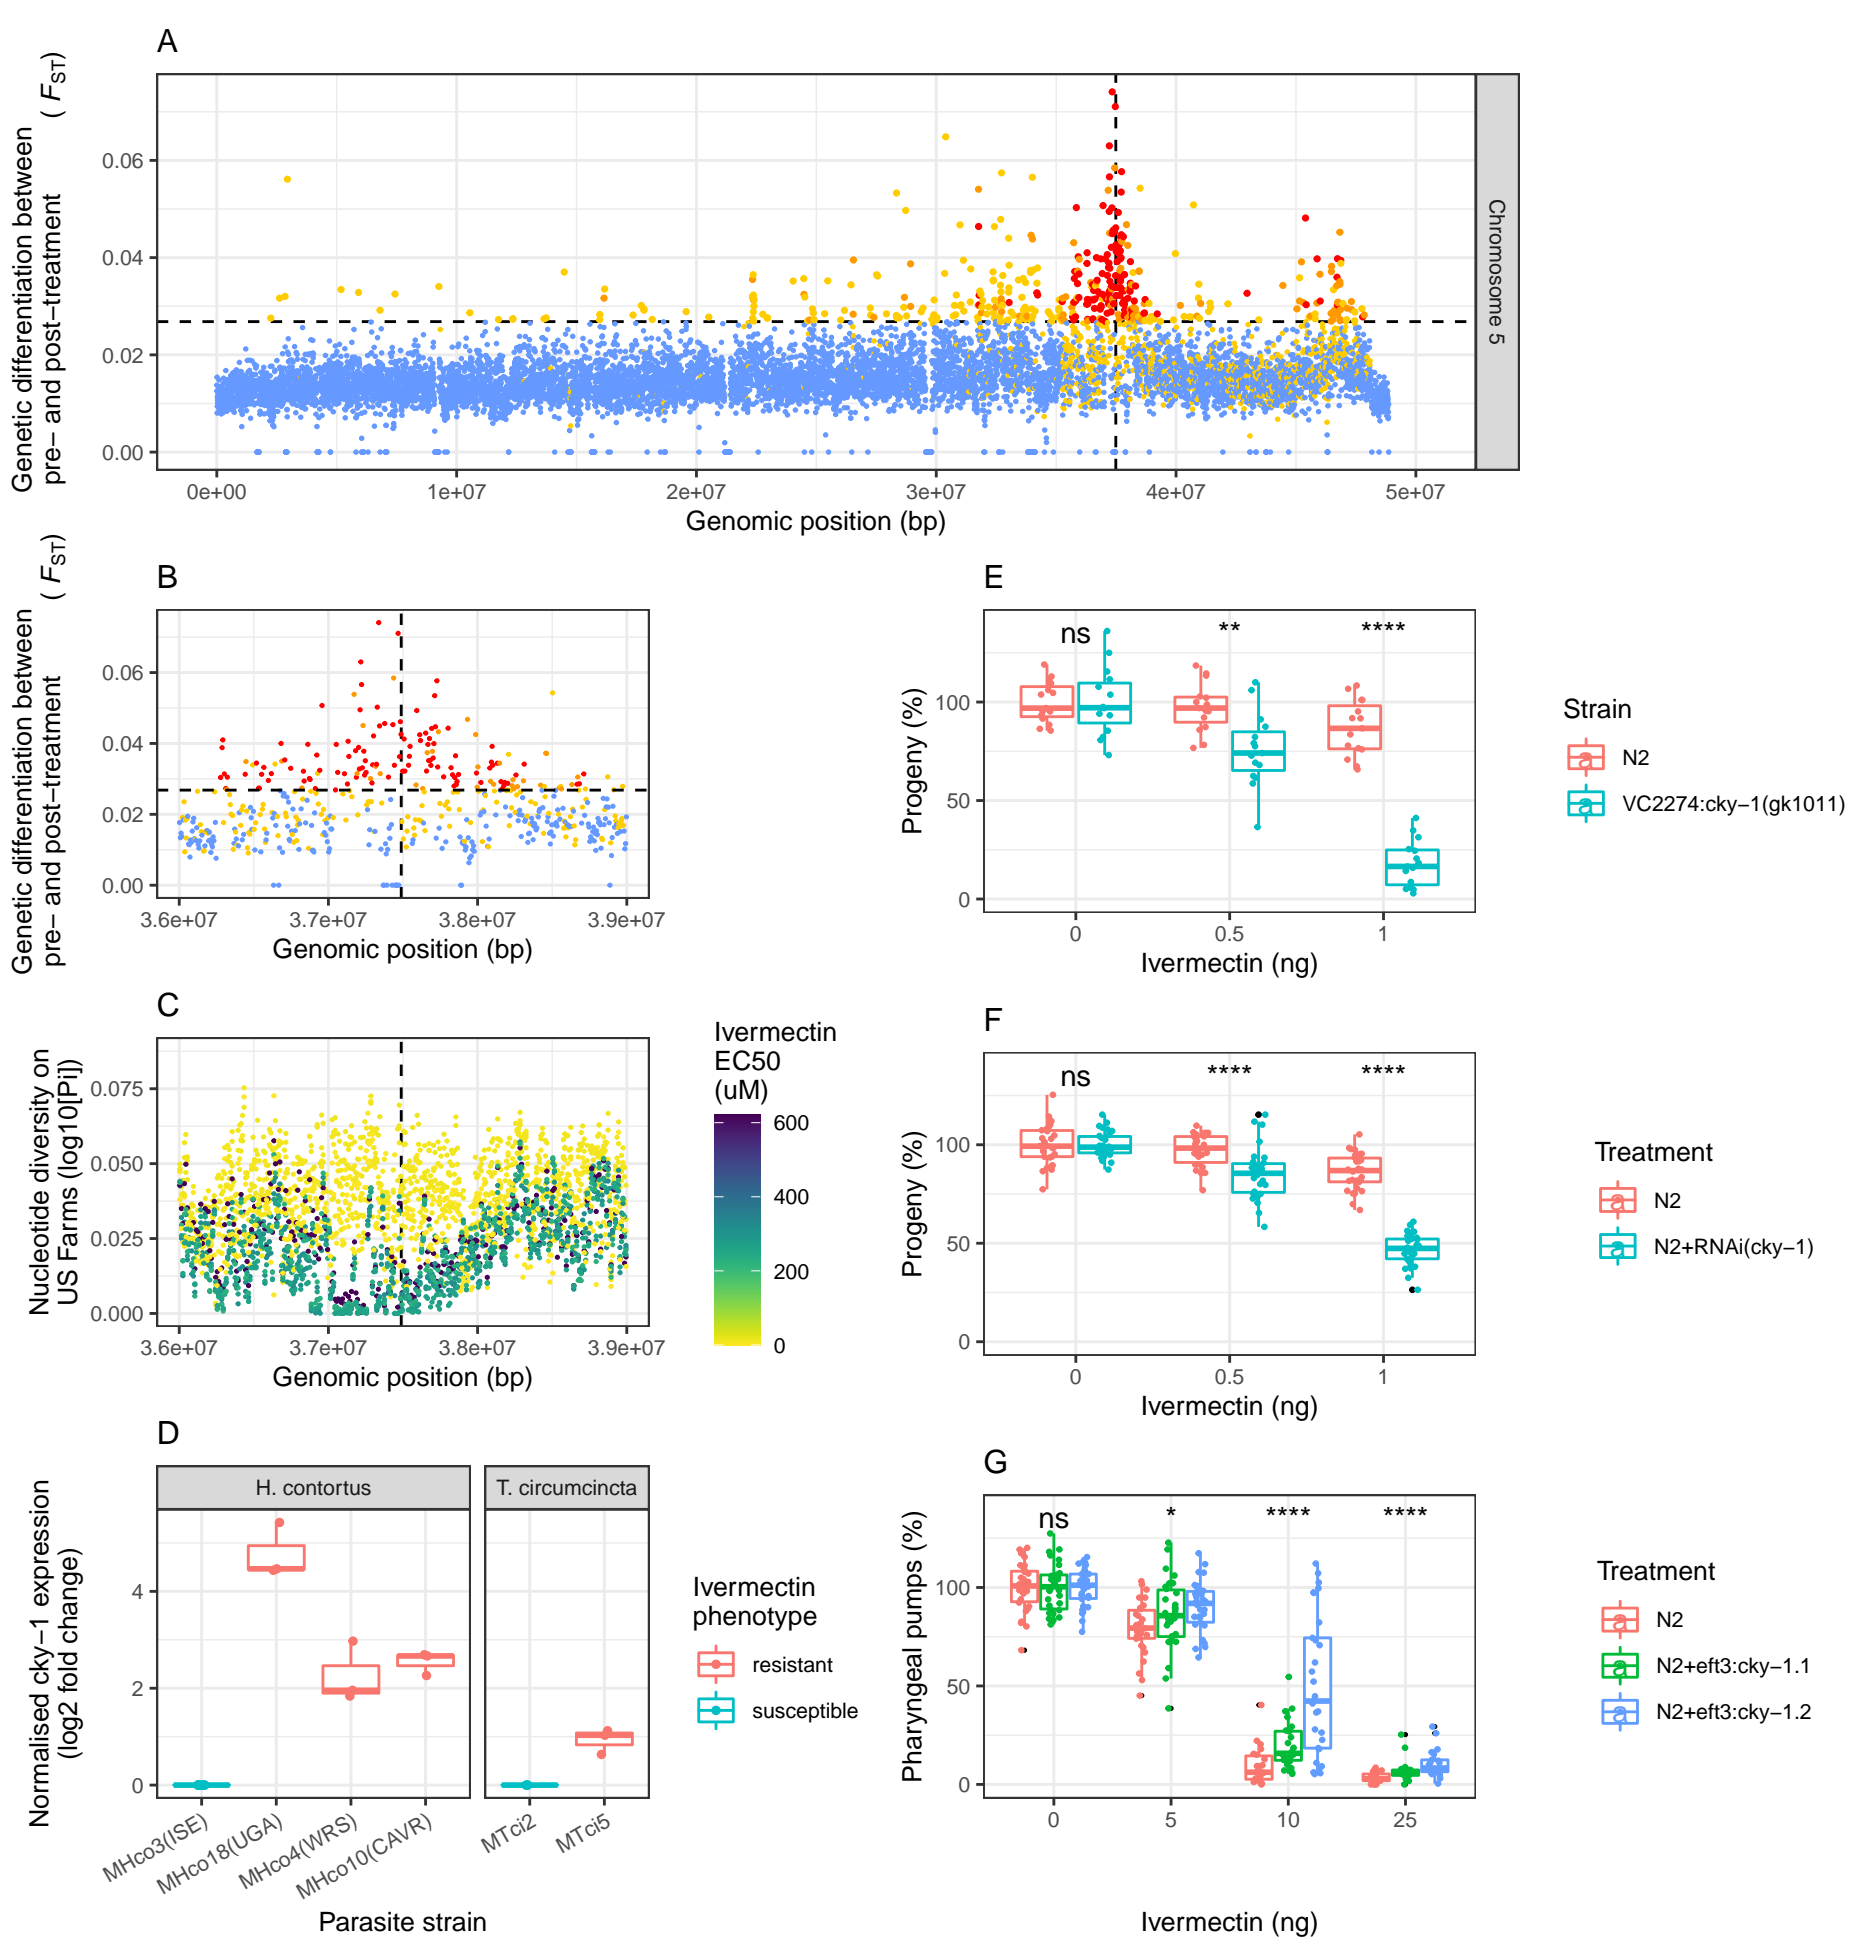 A
Genetic differentiation between
pre− and post−treatment
( FST)
0.06
0.04
0.02
0.00
Chromosome 5
0e+00
1e+07
2e+07
3e+07
4e+07
5e+07
Genomic position (bp)
B
Genetic differentiation between
pre− and post−treatment
( FST)
0.06
0.04
0.02
0.00
3.6e+07
3.7e+07
3.8e+07
3.9e+07
Genomic position (bp)
C
Nucleotide diversity on
US Farms (log10[Pi])
0.075
0.050
0.025
0.000
3.6e+07
3.7e+07
3.8e+07
3.9e+07
Genomic position (bp)
Ivermectin
EC50
(uM)
600
400
200
0
D
Normalised cky−1 expression
(log2 fold change)
H. contortus
T. circumcincta
4
2
0
MHco3(ISE)
MHco18(UGA)
MHco4(WRS)
MHco10(CAVR)
MTci2
MTci5
Parasite strain
Ivermectin
phenotype
resistant
susceptible
E
Progeny (%)
100
50
0
ns
**
****
0
0.5
1
Ivermectin (ng)
Strain
a
N2
a
VC2274:cky−1(gk1011)
F
Progeny (%)
100
50
0
ns
****
****
0
0.5
1
Ivermectin (ng)
Treatment
a
N2
a
N2+RNAi(cky−1)
G
Pharyngeal pumps (%)
100
50
0
ns
*
****
****
0
5
10
25
Ivermectin (ng)
Treatment
a
N2
a
N2+eft3:cky−1.1
a
N2+eft3:cky−1.2